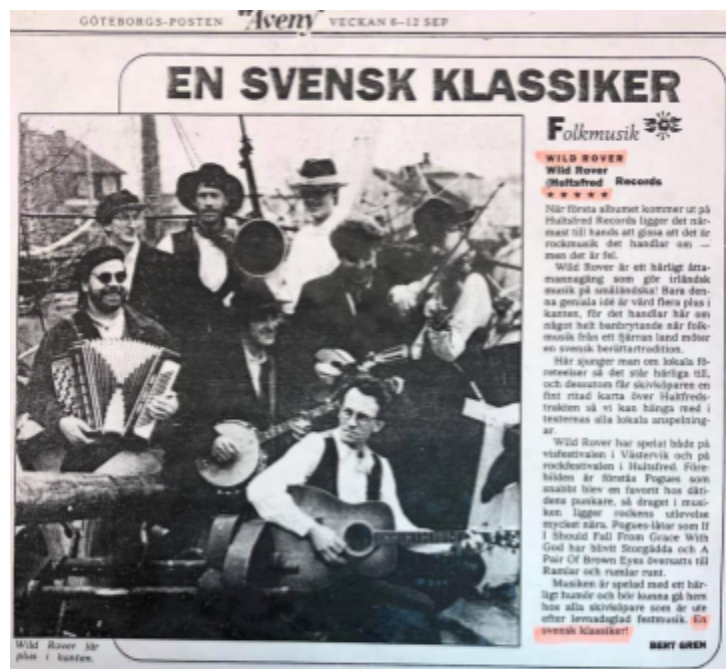 GÖTEBORGS-POSTEN "Aveny" VECKAN 6–12 SEP
EN SVENSK KLASSIKER
Folkmusik
WILD ROVER
Wild Rover
(Hultsfred Records
★★★★★
När första albumet kommer ut på
Hultsfred Records ligger det när-
mast till hands att gissa att det är
rockmusik det handlar om —
men det är fel.
Wild Rover är ett härligt åtta-
mannagäng som gör irländsk
musik på småländska! Bara den-
na geniala idé är värd flera plus i
kanten, för det handlar här om
något helt banbrytande när folk-
musik från ett fjärran land möter
en svensk berättartradition.
Här sjunger man om lokala fö-
reteelser så det står härliga till,
och dessutom får skivköparen en
fint ritad karta över Hultfreds-
trakten så vi kan hänga med i
texternas alla lokala anspelning-
ar.
Wild Rover har spelat både på
visfestivalen i Västervik och på
rockfestivalen i Hultsfred. Före-
bilden är förstås Pogues som
snabbt blev en favorit hos dåti-
dens punkare, så draget i musi-
ken ligger rockens utlevelse
mycket nära. Pogues-låtar som If
I Should Fall From Grace With
God har blivit Storgädda och A
Pair Of Brown Eyes översatts till
Ramlar och rumlar runt.
Musiken är spelad med ett här-
ligt humör och bör kunna gå hem
hos alla skivköpare som är ute
efter levnadsglad festmusik. En
svensk klassiker!
BERT GREN
Wild Rover får
plus i kanten.